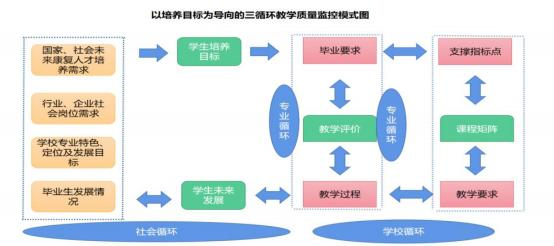 以培养目标为导向的三循环教学质量监控模式图
国家、社会未
来康复人才培
养需求
学生培养
目标
毕业要求
支撑指标点
行业、企业社
会岗位需求
专业循环
教学评价
专业循环
课程矩阵
学校专业特色、
定位及发展目
标
毕业生发展情
况
学生未来
发展
教学过程
教学要求
社会循环
学校循环